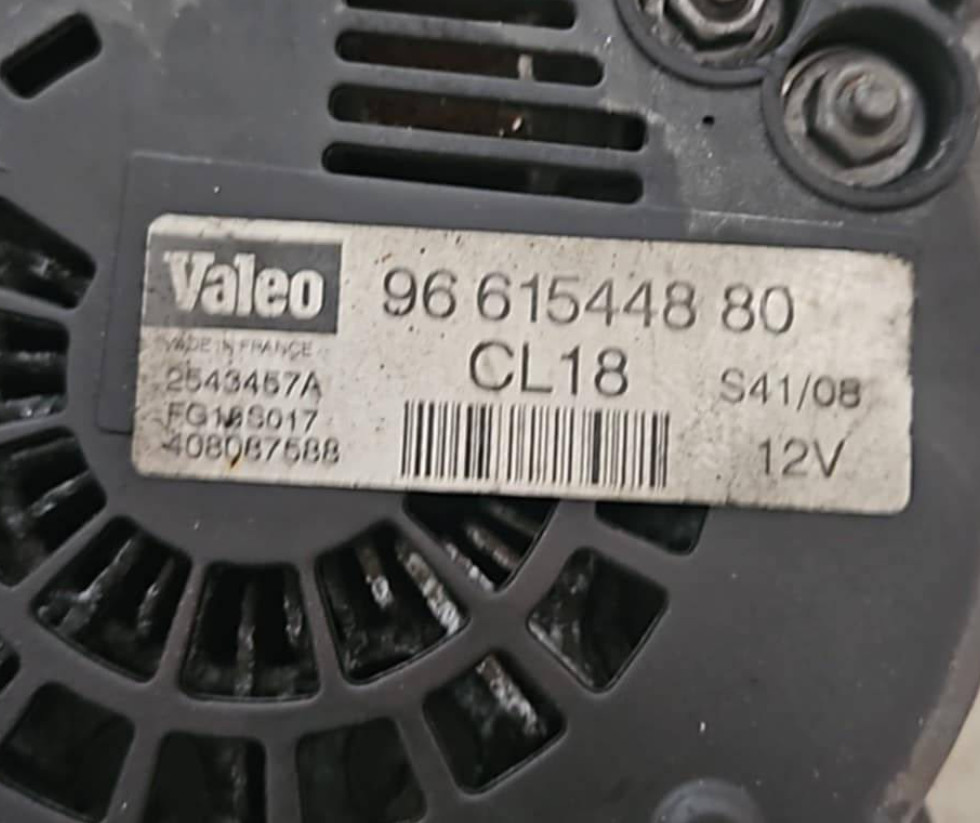 Valeo
96 615448 80
MADE IN FRANCE
CL18
S41/08
2543457A
FG18S017
408087588
12V